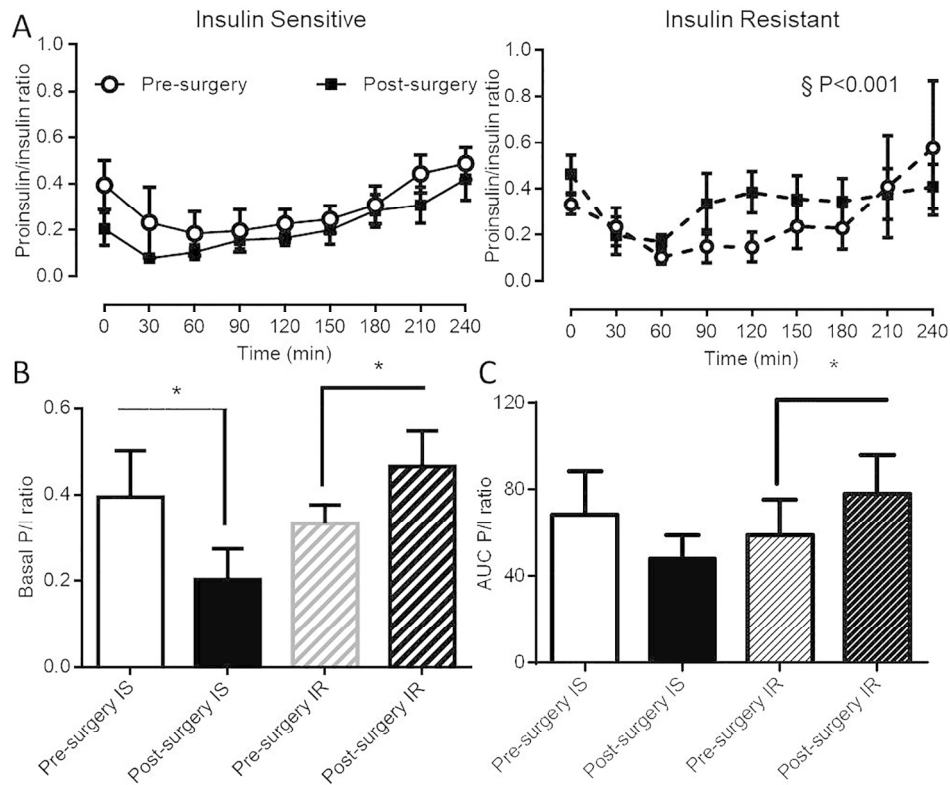 A
Insulin Sensitive
Proinsulin/insulin ratio
1.0
0.8
0.6
0.4
0.2
0.0
Pre-surgery
Post-surgery
0 30 60 90 120 150 180 210 240
Time (min)
Insulin Resistant
Proinsulin/insulin ratio
1.0
0.8
0.6
0.4
0.2
0.0
§ P<0.001
0 30 60 90 120 150 180 210 240
Time (min)
B
Basal P/I ratio
0.6
0.4
0.2
0.0
*
*
Pre-surgery IS
Post-surgery IS
Pre-surgery IR
Post-surgery IR
C
AUC P/I ratio
120
80
40
0
*
Pre-surgery IS
Post-surgery IS
Pre-surgery IR
Post-surgery IR